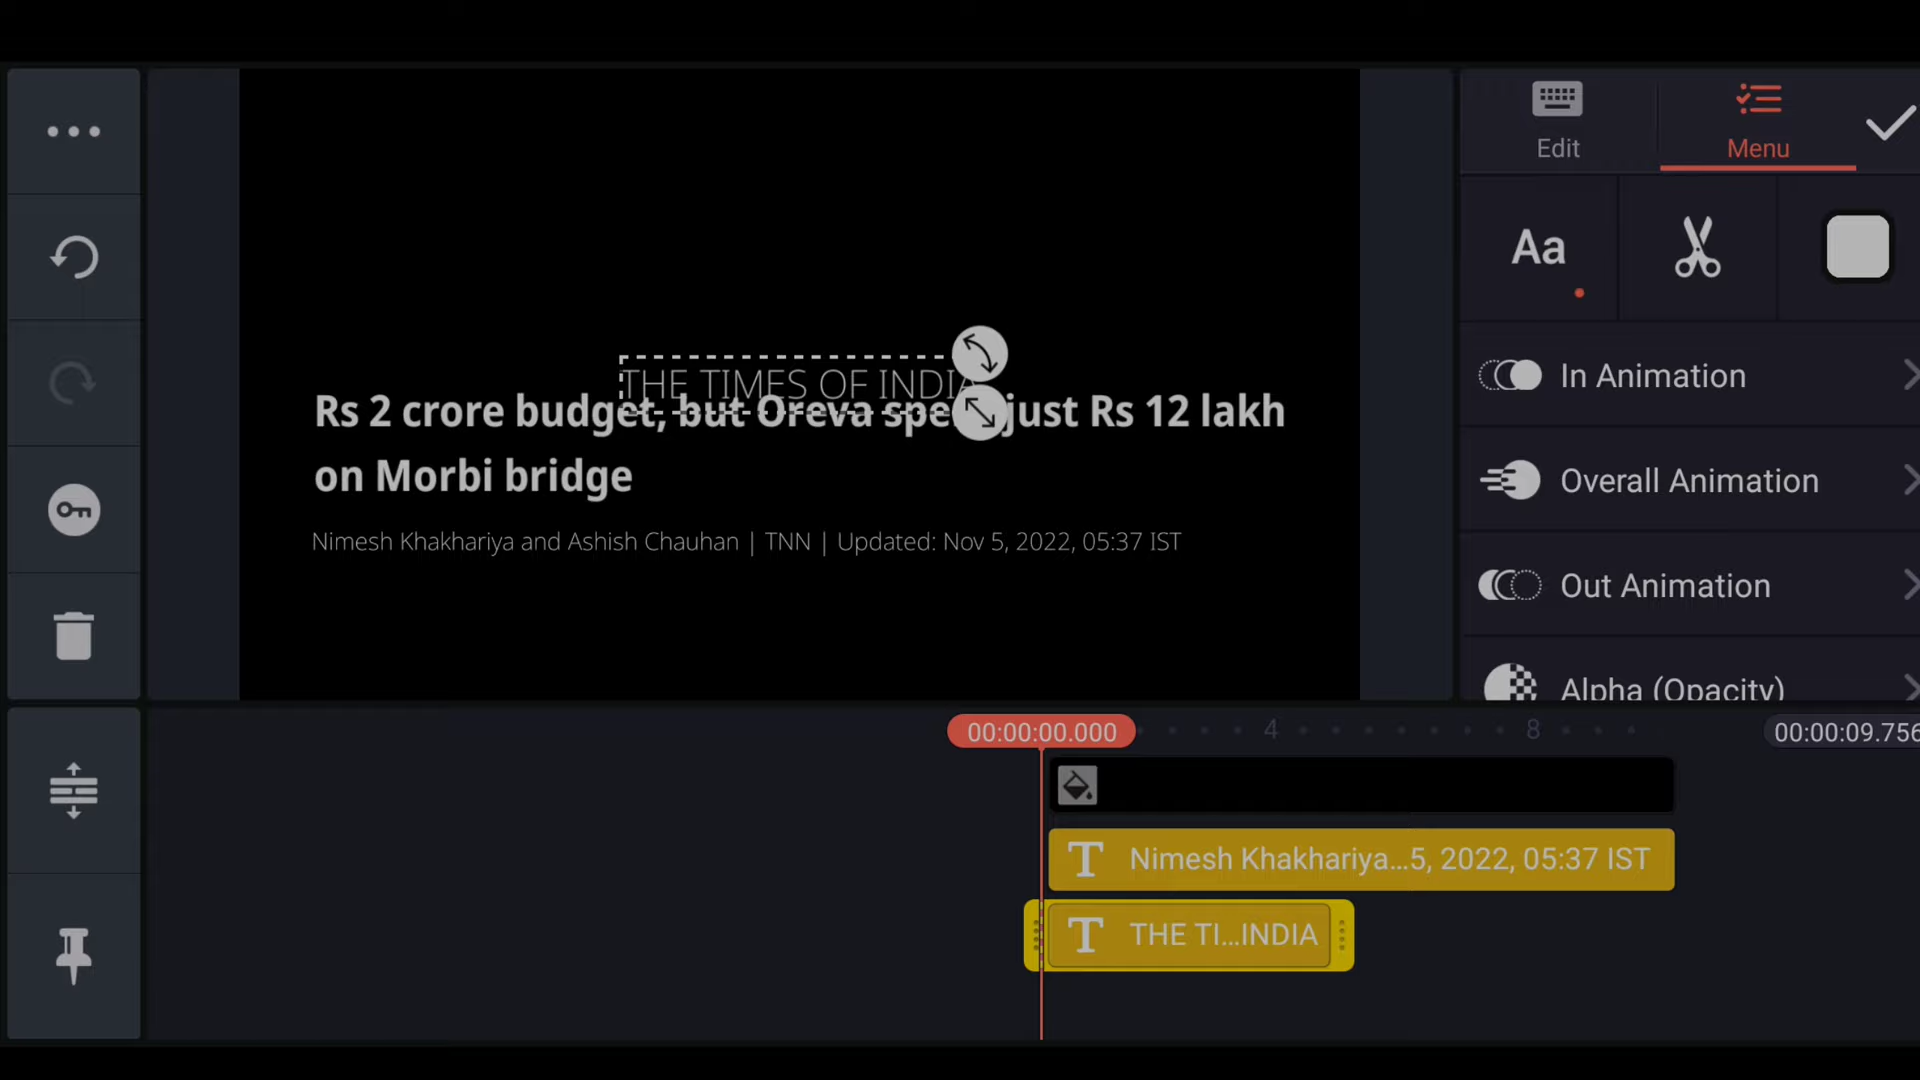 Edit
Menu
Aa
In Animation
Overall Animation
Out Animation
Alpha (Opacity)
THE TIMES OF INDIA
Rs 2 crore budget, but Oreva spe just Rs 12 lakh
on Morbi bridge
Nimesh Khakhariya and Ashish Chauhan | TNN | Updated: Nov 5, 2022, 05:37 IST
00:00:00.000
4
8
00:00:09.756
T Nimesh Khakhariya...5, 2022, 05:37 IST
T THE TI...INDIA